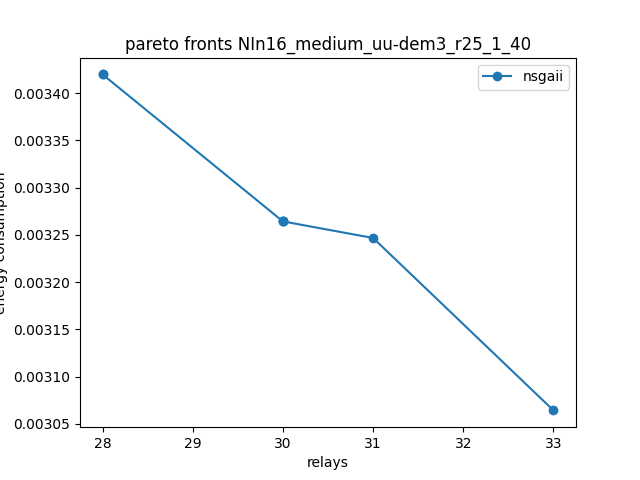 pareto fronts NIn16_medium_uu-dem3_r25_1_40
nsgaii
energy consumption
0.00340
0.00335
0.00330
0.00325
0.00320
0.00315
0.00310
0.00305
28 29 30 31 32 33
relays